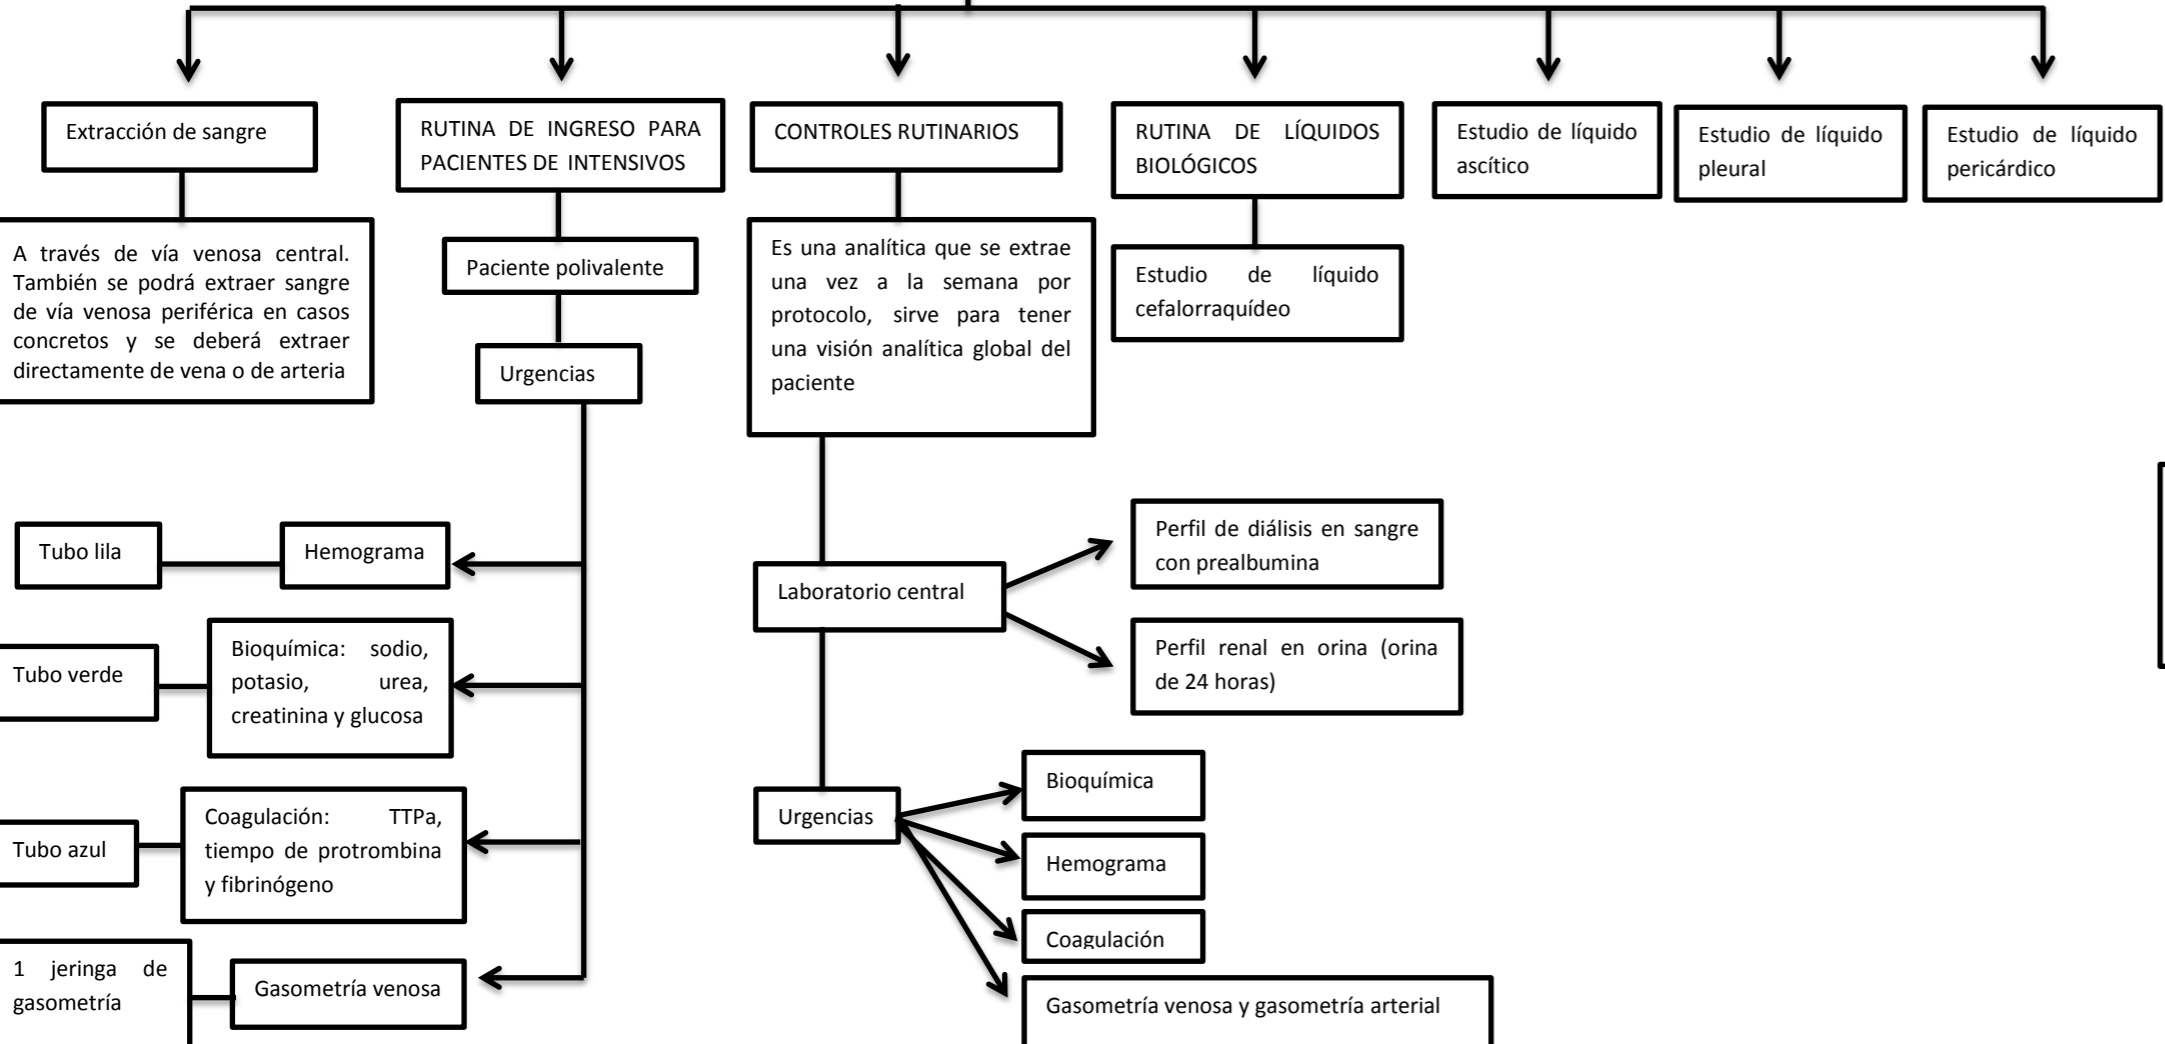 Extracción de sangre
RUTINA DE INGRESO PARA
PACIENTES DE INTENSIVOS
CONTROLES RUTINARIOS
RUTINA DE LÍQUIDOS
BIOLÓGICOS
Estudio de líquido
ascítico
Estudio de líquido
pleural
Estudio de líquido
pericárdico
A través de vía venosa central.
También se podrá extraer sangre
de vía venosa periférica en casos
concretos y se deberá extraer
directamente de vena o de arteria
Paciente polivalente
Urgencias
Es una analítica que se extrae
una vez a la semana por
protocolo, sirve para tener
una visión analítica global del
paciente
Estudio de líquido
cefalorraquídeo
Tubo lila
Hemograma
Tubo verde
Bioquímica: sodio,
potasio, urea,
creatinina y glucosa
Tubo azul
Coagulación: TTPa,
tiempo de protrombina
y fibrinógeno
1 jeringa de
gasometría
Gasometría venosa
Laboratorio central
Perfil de diálisis en sangre
con prealbumina
Perfil renal en orina (orina
de 24 horas)
Urgencias
Bioquímica
Hemograma
Coagulación
Gasometría venosa y gasometría arterial